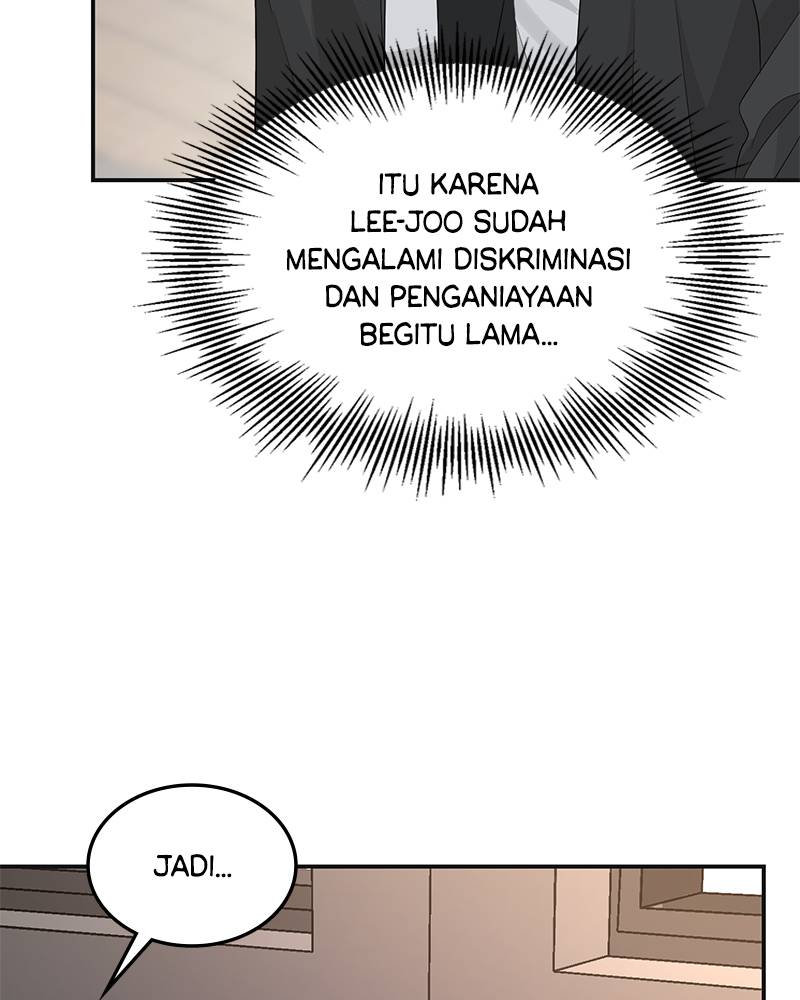 ITU KARENA
LEE-JOO SUDAH
MENGALAMI DISKRIMINASI
DAN PENGANIAYAAN
BEGITU LAMA...
JADI...